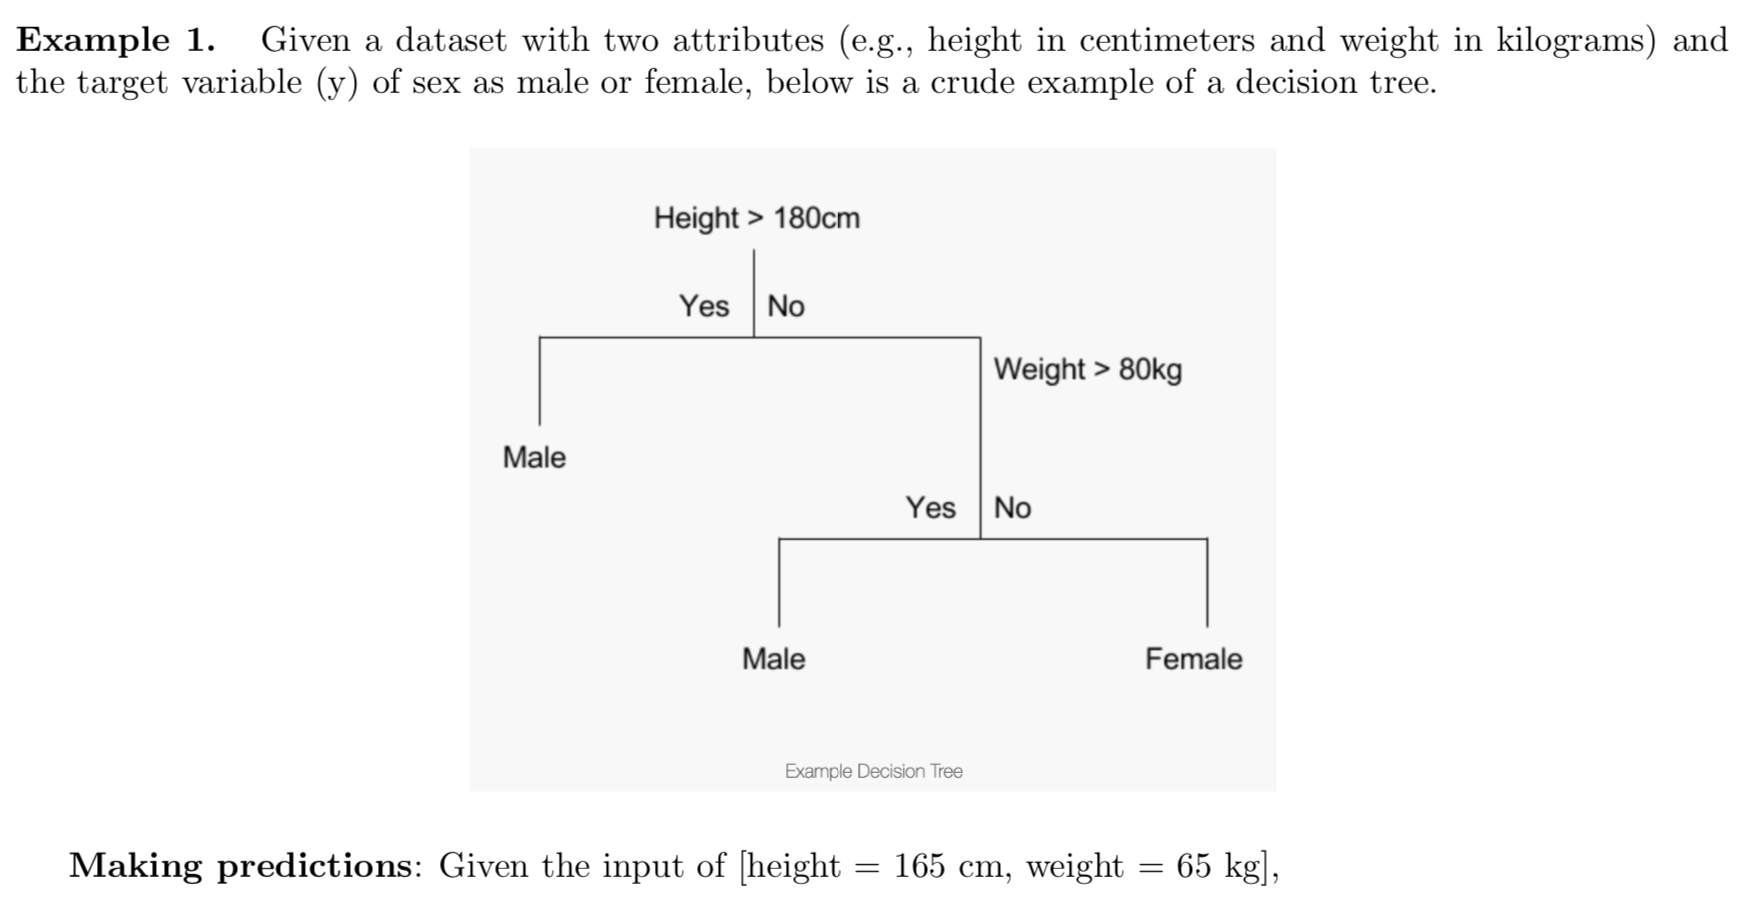 Example 1. Given a dataset with two attributes (e.g., height in centimeters and weight in kilograms) and
the target variable (y) of sex as male or female, below is a crude example of a decision tree.
Height > 180cm
Yes No
Weight > 80kg
Male
Yes No
Male Female
Example Decision Tree
Making predictions: Given the input of [height = 165 cm, weight = 65 kg],